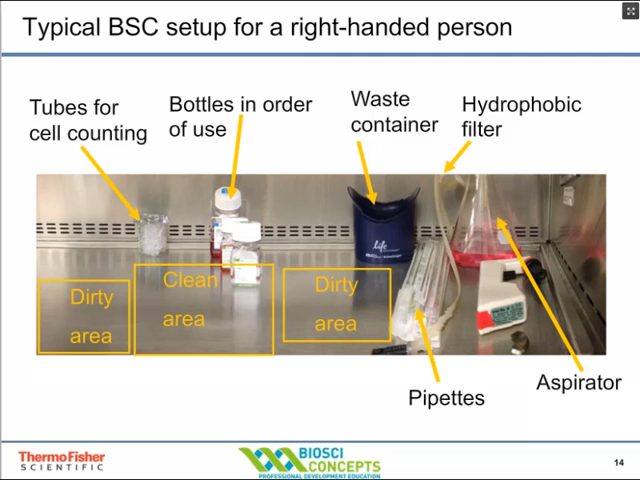 Typical BSC setup for a right-handed person
Tubes for
cell counting
Bottles in order
of use
Waste
container
Hydrophobic
filter
life
Dirty
area
Clean
area
Dirty
area
Pipettes
Aspirator
ThermoFisher
SCIENTIFIC
BIOSCI
CONCEPTS
PROFESSIONAL DEVELOPMENT EDUCATION
14